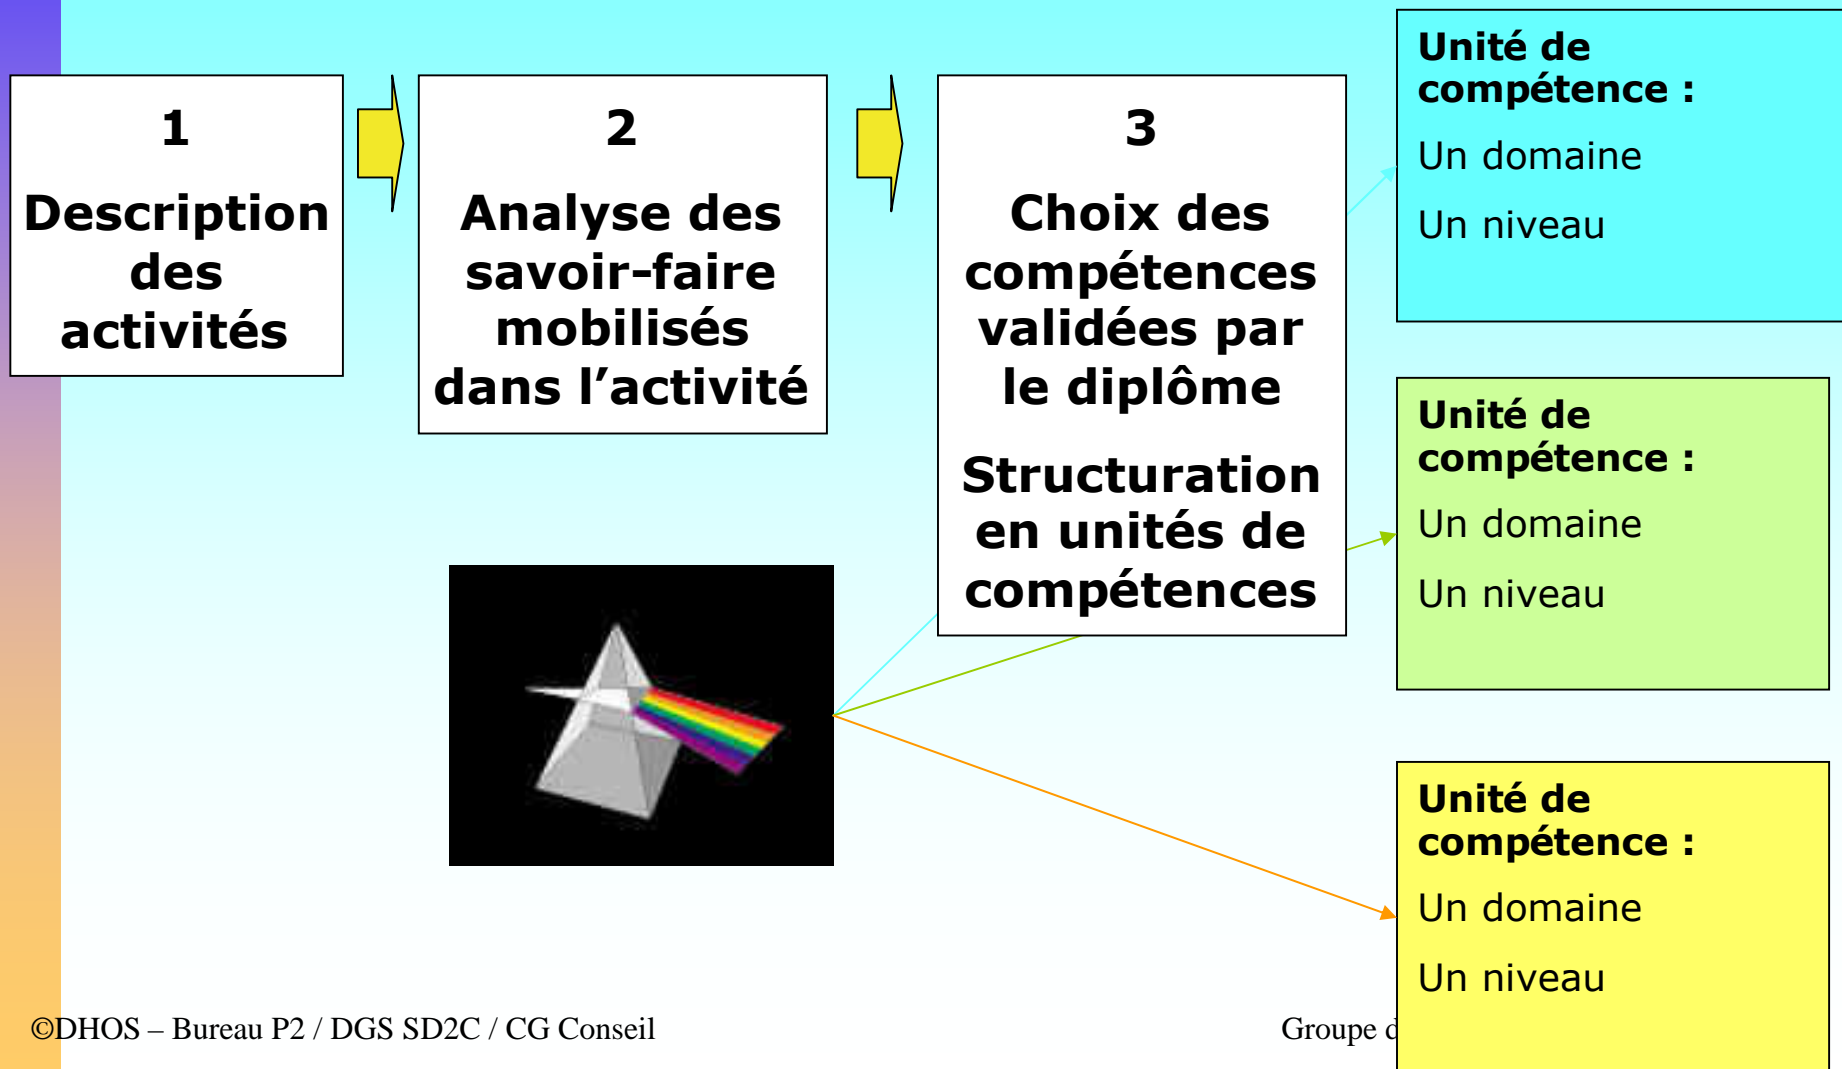 1
Description
des
activités
2
Analyse des
savoir-faire
mobilisés
dans l’activité
3
Choix des
compétences
validées par
le diplôme
Structuration
en unités de
compétences
Unité de
compétence :
Un domaine
Un niveau
Unité de
compétence :
Un domaine
Un niveau
Unité de
compétence :
Un domaine
Un niveau
©DHOS – Bureau P2 / DGS SD2C / CG Conseil
Groupe